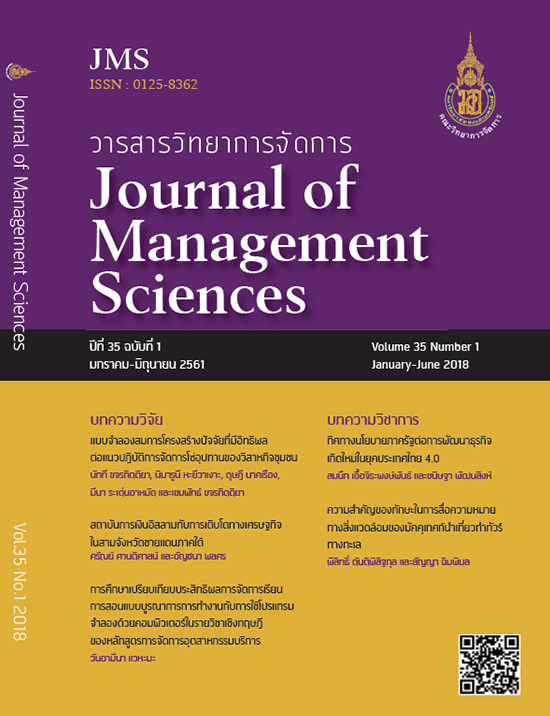 Journal of Management Sciences
Vol.35 No.1 2018
JMS
ISSN : 0125-8362
คณะวิทยาการจัดการ
วารสารวิทยาการจัดการ
Journal of
Management
Sciences
ปีที่ 35 ฉบับที่ 1
มกราคม-มิถุนายน 2561
Volume 35 Number 1
January-June 2018
บทความวิจัย
แบบจำลองสมการโครงสร้างปัจจัยที่มีอิทธิพล
ต่อแนวปฏิบัติการจัดการโซ่อุปทานของวิสาหกิจชุมชน
นัทที ขจรกิตติยา, นิมารูนี หะยีวาเงาะ, ดุษฎี นาคเรือง,
มีนา ระเด่นอาหมัด และเขมพัทธ์ ขจรกิตติยา
สถาบันการเงินอิสลามกับการเติบโตทางเศรษฐกิจ
ในสามจังหวัดชายแดนภาคใต้
ศรัณย์ ศานติศาสน์ และอัญชนา พลคร
การศึกษาเปรียบเทียบประสิทธิผลการจัดการเรียน
การสอนแบบบูรณาการการทำงานกับการใช้โปรแกรม
จำลองด้วยคอมพิวเตอร์ในรายวิชาเชิงทฤษฎี
ของหลักสูตรการจัดการอุตสาหกรรมบริการ
วันอามีนา แวหะมะ
บทความวิชาการ
ทิศทางนโยบายภาครัฐต่อการพัฒนาธุรกิจ
เกิดใหม่ในยุคประเทศไทย 4.0
สมนึก เอื้อจิระพงษ์พันธ์ และขนิษฐา พัฒนสิงห์
ความสำคัญของทักษะในการสื่อความหมาย
ทางสิ่งแวดล้อมของมัคคุเทศก์นำเที่ยวทำทัวร์
ทางทะเล
พิสิทธิ์ ตันติพิสิฐกุล และสัญญา ฉิมพิมล